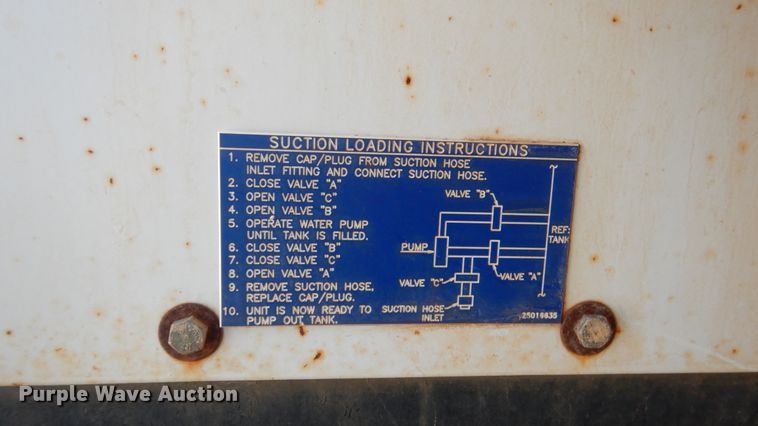 SUCTION LOADING INSTRUCTIONS
1. REMOVE CAP/PLUG FROM SUCTION HOSE
INLET FITTING AND CONNECT SUCTION HOSE.
2. CLOSE VALVE "A"
3. OPEN VALVE "C"
4. OPEN VALVE "B"
5. OPERATE WATER PUMP
UNTIL TANK IS FILLED.
6. CLOSE VALVE "B"
7. CLOSE VALVE "C"
8. OPEN VALVE "A"
9. REMOVE SUCTION HOSE,
REPLACE CAP/PLUG.
10. UNIT IS NOW READY TO
PUMP OUT TANK.
VALVE "B"
REF:
TANK
PUMP
VALVE "A"
VALVE "C"
SUCTION HOSE
INLET
Purple Wave Auction